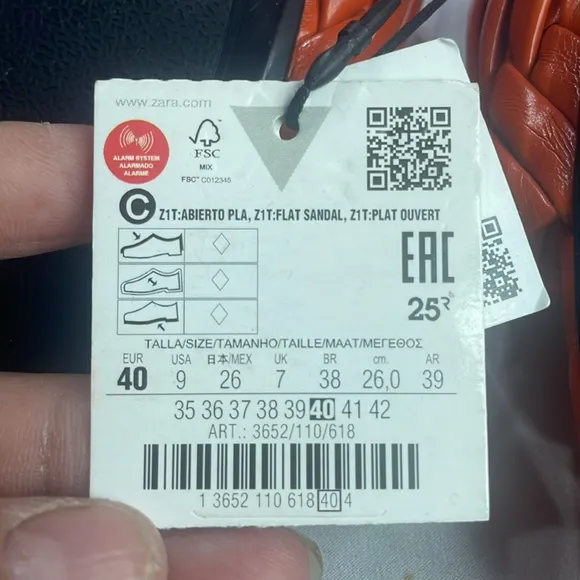 www.zara.com
ALARM SYSTEM
ALARMADO
ALARME
FSC
MIX
FSC™ C012345
C Z1T:ABIERTO PLA, Z1T:FLAT SANDAL, Z1T:PLAT OUVERT
EAC
25R
TALLA/SIZE/TAMANHO/TAILLE/MAAT/ΜΕΓΕΘΟΣ
EUR USA 日本/MEX UK BR cm. AR
40 9 26 7 38 26,0 39
35 36 37 38 39 40 41 42
ART.: 3652/110/618
1 3652 110 618 40 4